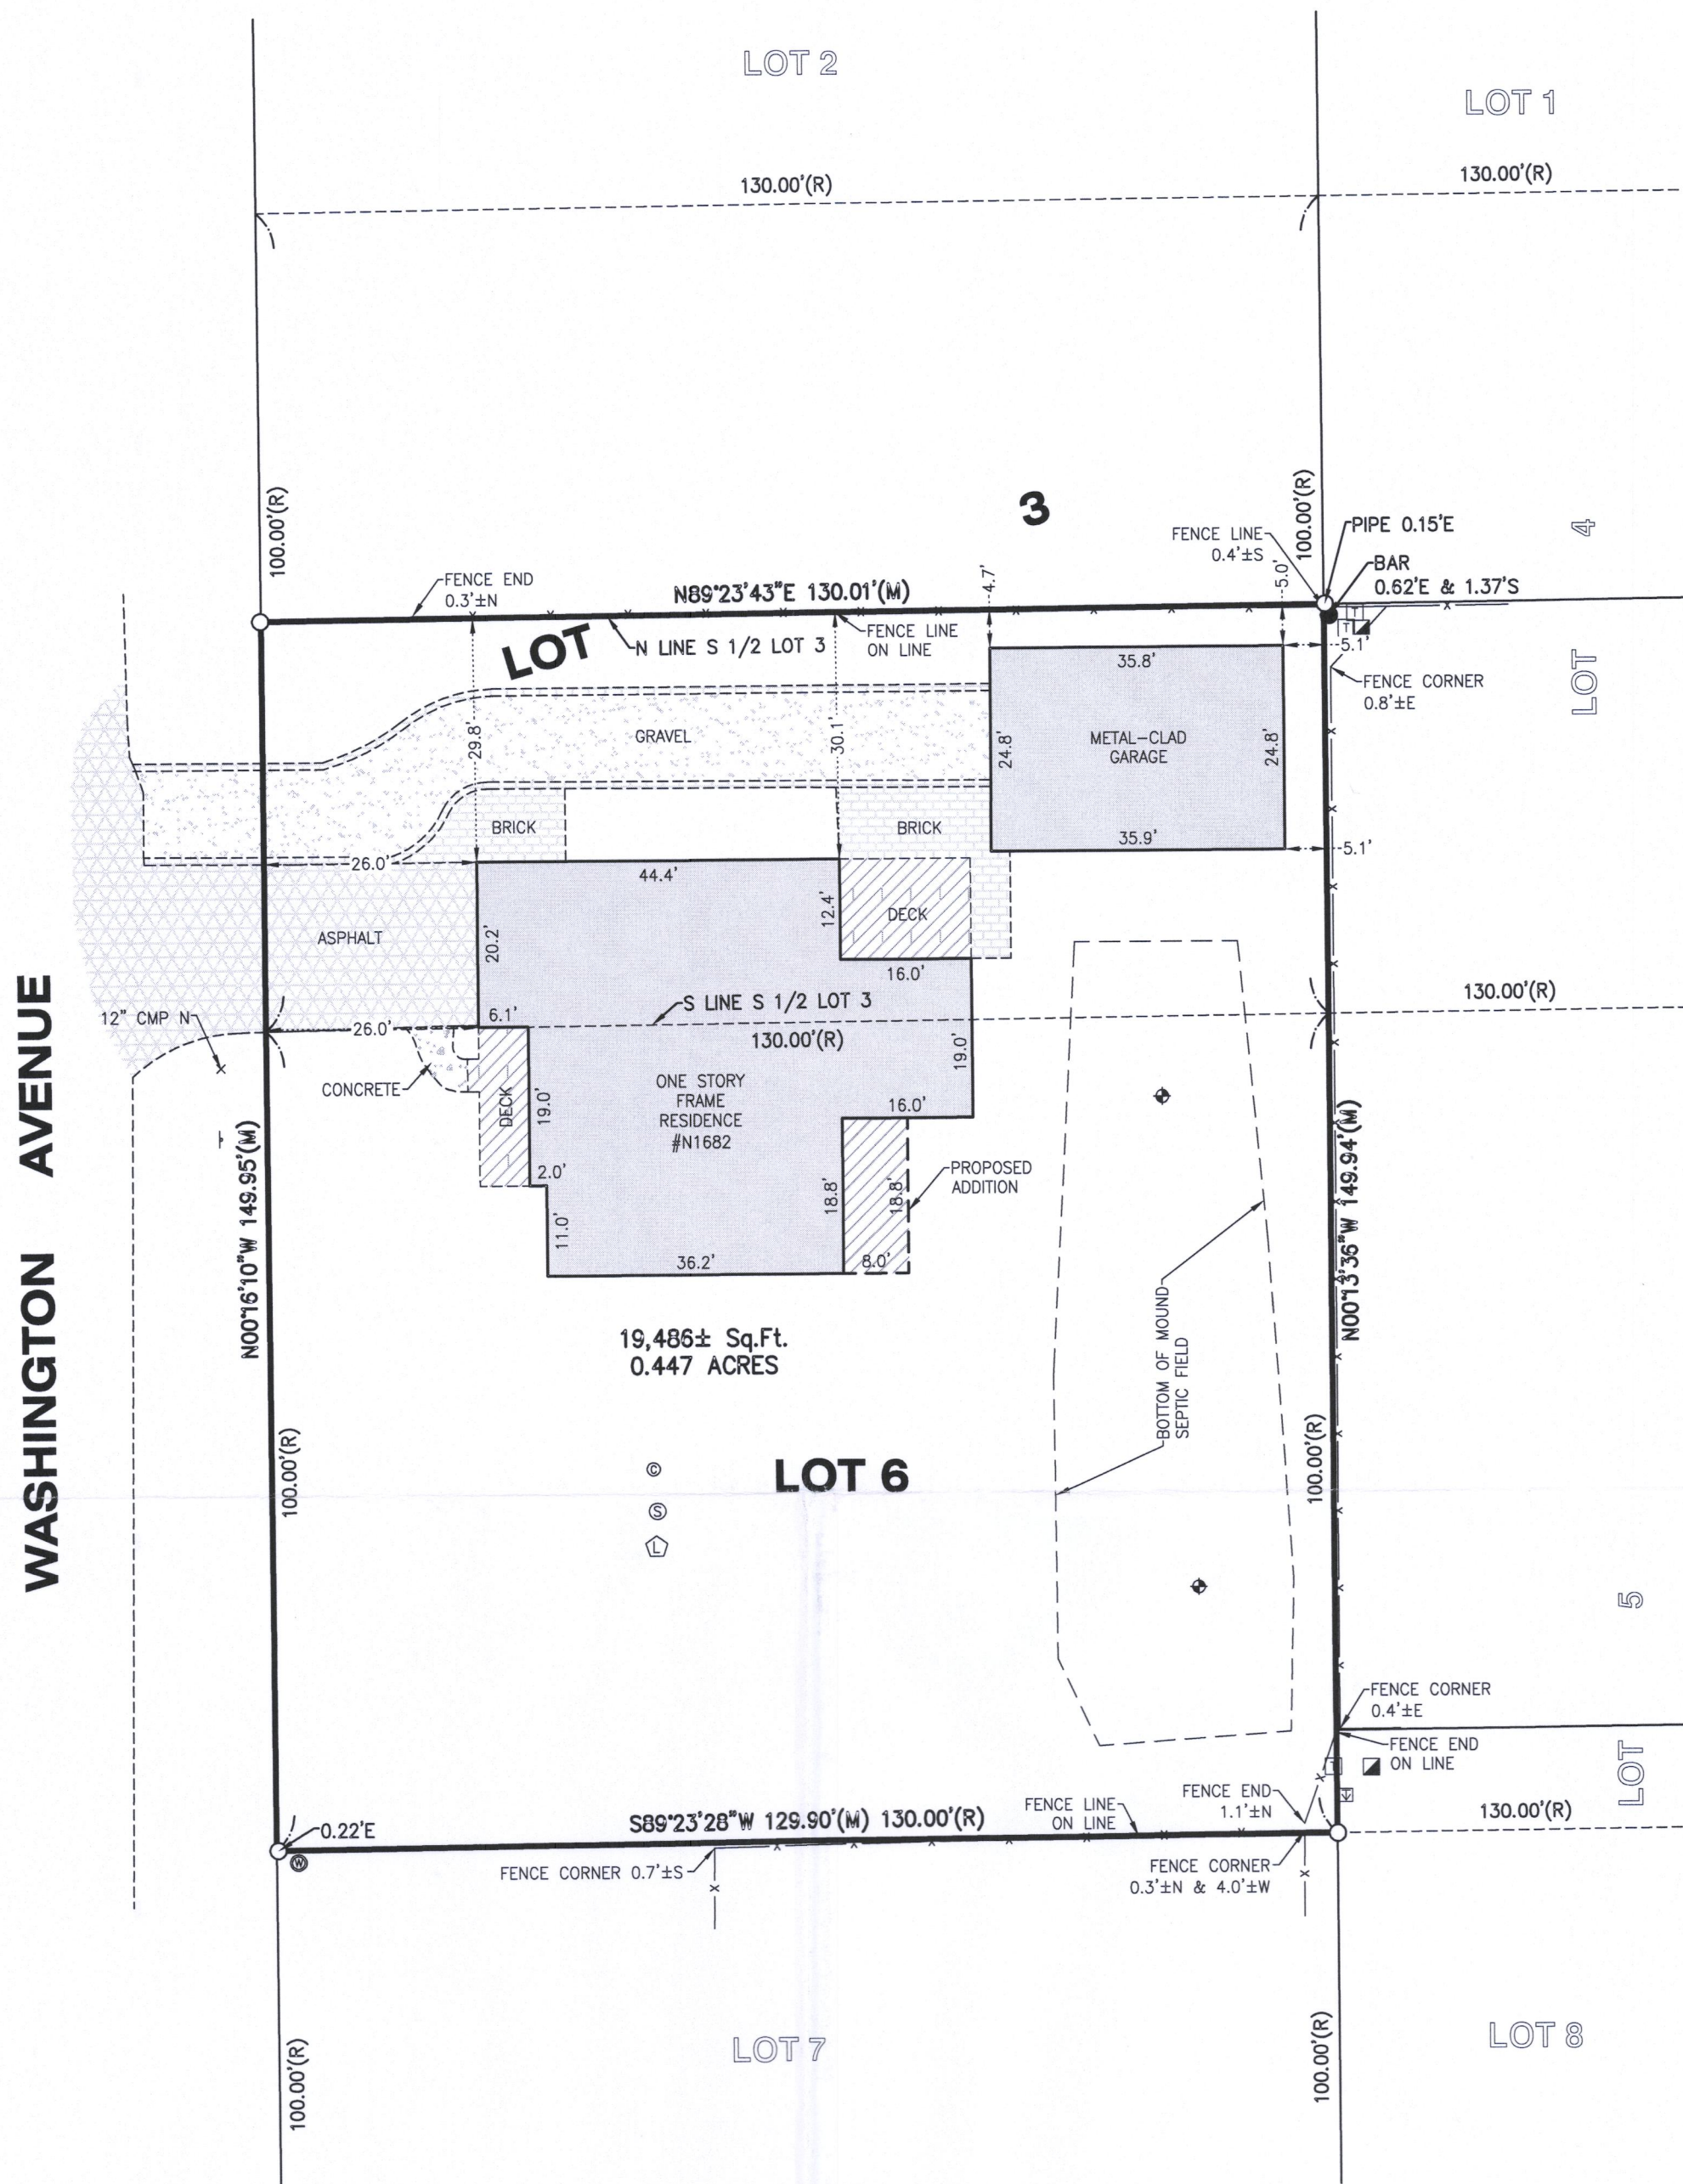 LOT 2
LOT 1
130.00'(R)
130.00'(R)
100.00'(R)
100.00'(R)
3
4
FENCE LINE
0.4'±S
PIPE 0.15'E
BAR
0.62'E & 1.37'S
FENCE END
0.3'±N
N89°23'43"E 130.01'(M)
4.7'
5.0'
LOT
N LINE S 1/2 LOT 3
FENCE LINE
ON LINE
5.1'
35.8'
FENCE CORNER
0.8'±E
LOT
29.8'
GRAVEL
30.1'
24.8'
METAL-CLAD
GARAGE
24.8'
BRICK
BRICK
35.9'
5.1'
26.0'
44.4'
12.4'
DECK
ASPHALT
20.2'
16.0'
WASHINGTON AVENUE
12" CMP N
6.1'
S LINE S 1/2 LOT 3
130.00'(R)
26.0'
130.00'(R)
19.0'
CONCRETE
DECK
19.0'
ONE STORY
FRAME
RESIDENCE
#N1682
16.0'
2.0'
18.8'
18.8'
PROPOSED
ADDITION
11.0'
36.2'
8.0'
N00°16'10"W 149.95'(M)
N00°13'36"W 149.94'(M)
19,486± Sq.Ft.
0.447 ACRES
BOTTOM OF MOUND
SEPTIC FIELD
100.00'(R)
100.00'(R)
LOT 6
C
S
L
5
FENCE CORNER
0.4'±E
FENCE END
ON LINE
LOT
FENCE END
1.1'±N
S89°23'28"W 129.90'(M) 130.00'(R)
FENCE LINE
ON LINE
130.00'(R)
0.22'E
W
FENCE CORNER 0.7'±S
FENCE CORNER
0.3'±N & 4.0'±W
100.00'(R)
100.00'(R)
LOT 7
LOT 8